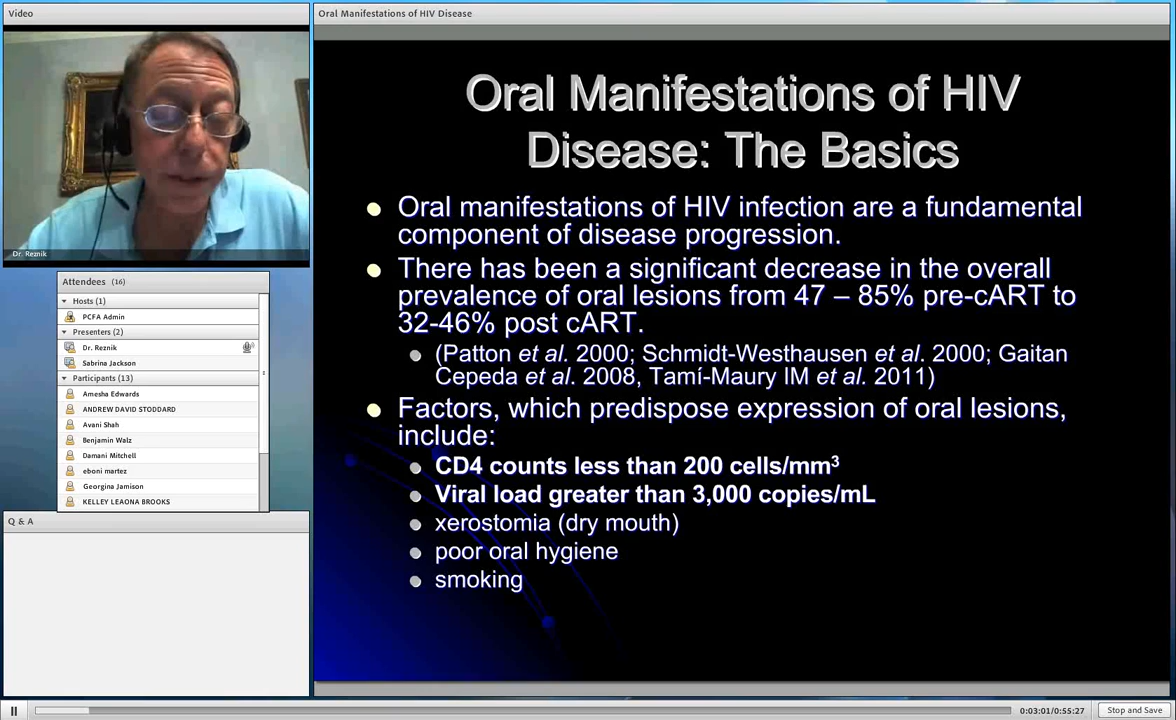 Video
Oral Manifestations of HIV Disease
Dr. Reznik
Attendees (16)
Hosts (1)
PCFA Admin
Presenters (2)
Dr. Reznik
Sabrina Jackson
Participants (13)
Amesha Edwards
ANDREW DAVID STODDARD
Avani Shah
Benjamin Walz
Damani Mitchell
eboni martez
Georgina Jamison
KELLEY LEAONA BROOKS
Q & A
Oral Manifestations of HIV
Disease: The Basics
Oral manifestations of HIV infection are a fundamental
component of disease progression.
There has been a significant decrease in the overall
prevalence of oral lesions from 47 – 85% pre-cART to
32-46% post cART.
(Patton et al. 2000; Schmidt-Westhausen et al. 2000; Gaitan
Cepeda et al. 2008, Tamí-Maury IM et al. 2011)
Factors, which predispose expression of oral lesions,
include:
CD4 counts less than 200 cells/mm³
Viral load greater than 3,000 copies/mL
xerostomia (dry mouth)
poor oral hygiene
smoking
0:03:01/0:55:27
Stop and Save